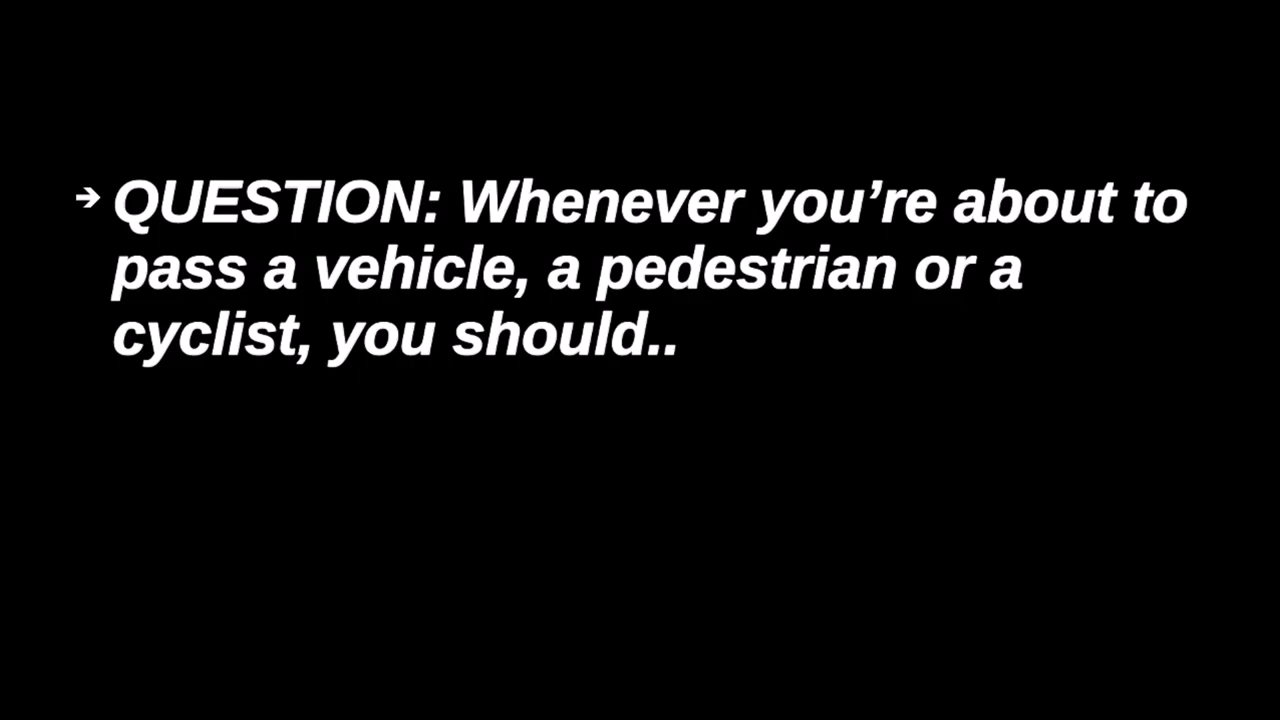 ➔ QUESTION: Whenever you’re about to
pass a vehicle, a pedestrian or a
cyclist, you should..